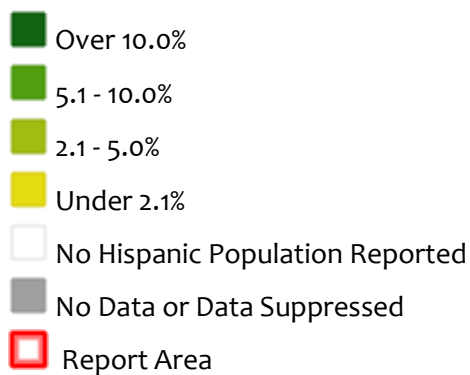 Over 10.0%
5.1 - 10.0%
2.1 - 5.0%
Under 2.1%
No Hispanic Population Reported
No Data or Data Suppressed
Report Area